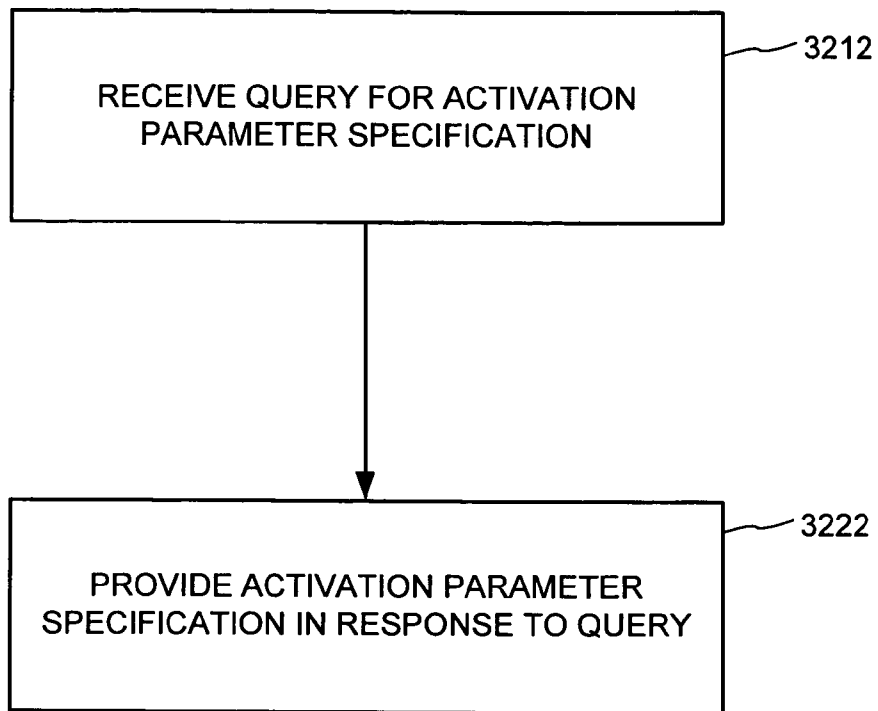 3212
RECEIVE QUERY FOR ACTIVATION
PARAMETER SPECIFICATION
3222
PROVIDE ACTIVATION PARAMETER
SPECIFICATION IN RESPONSE TO QUERY